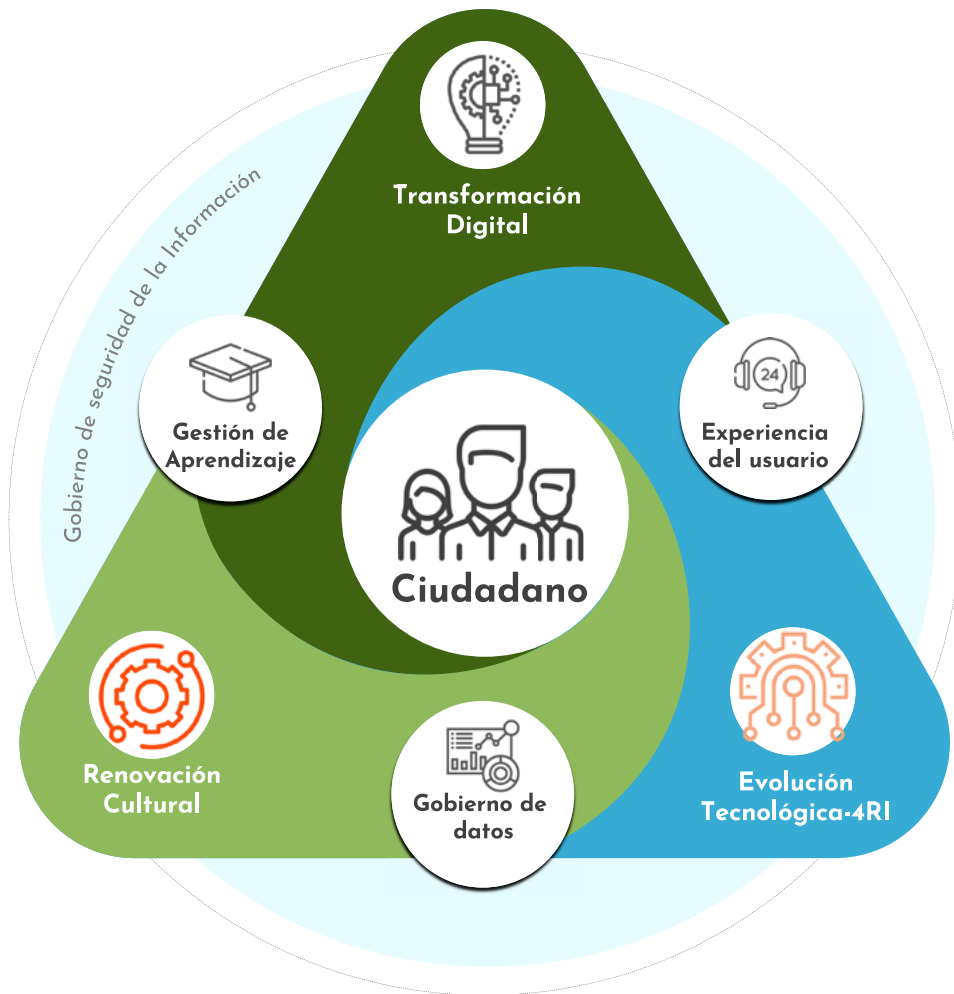 Transformación
Digital
Gobierno de seguridad de la Información
Gestión de
Aprendizaje
24
Experiencia
del usuario
Ciudadano
Renovación
Cultural
Gobierno de
datos
Evolución
Tecnológica-4RI